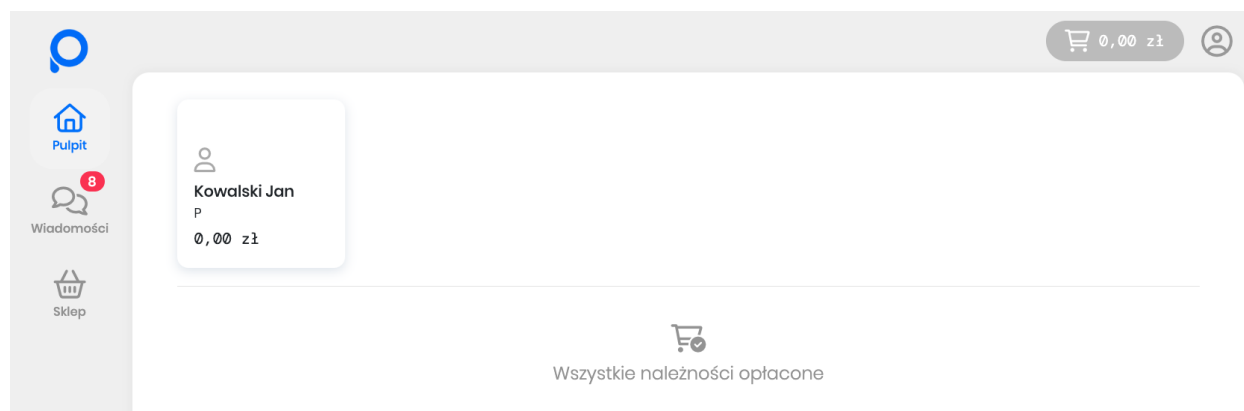 0,00 zł
Pulpit
8
Wiadomości
Sklep
Kowalski Jan
P
0,00 zł
Wszystkie należności opłacone